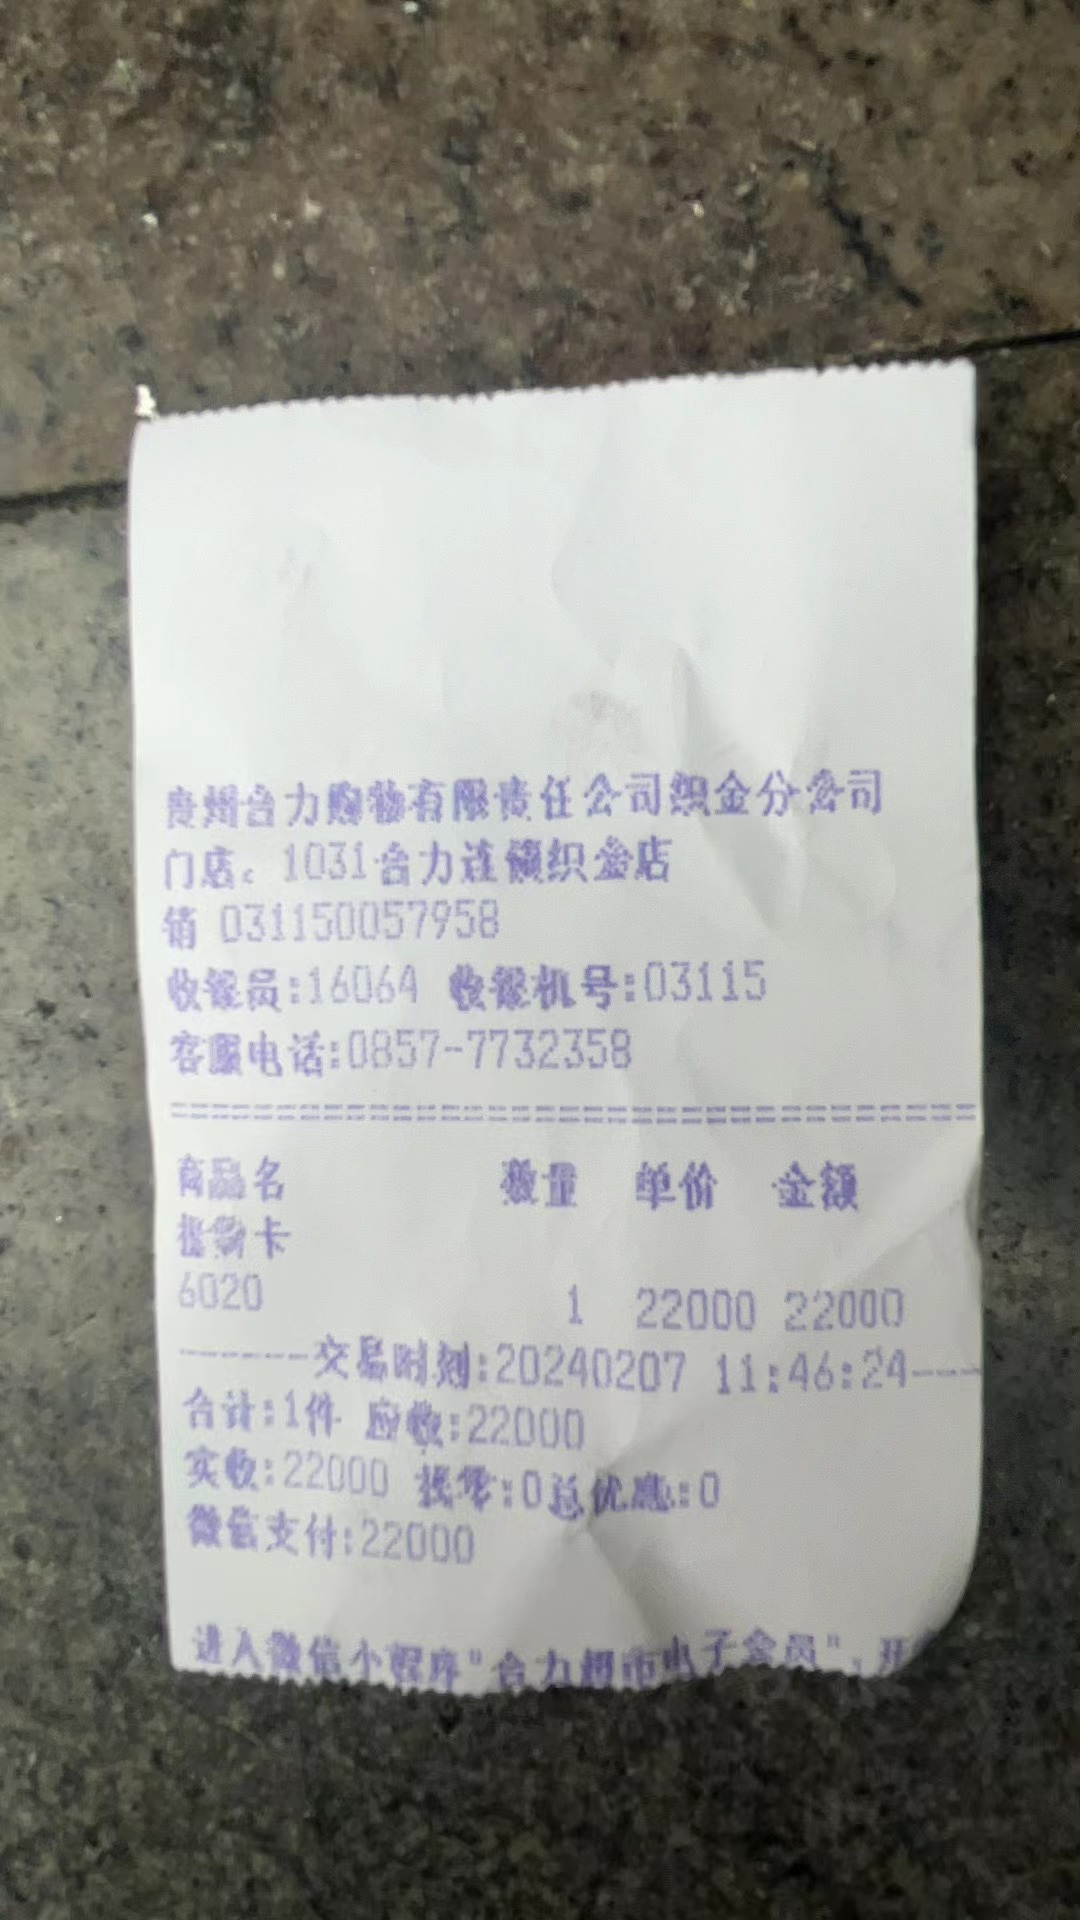 贵州合力购物有限责任公司织金分公司
门店: 1031合力连锁织金店
销 031150057958
收银员:16064 收银机号:03115
客服电话:0857-7732358
================================
商品名 数量 单价 金额
购物卡
6020
1 22000 22000
------交易时刻:20240207 11:46:24----
合计:1件 应收:22000
实收:22000 找零:0总优惠:0
微信支付:22000
进入微信小程序"合力超市电子会员",开